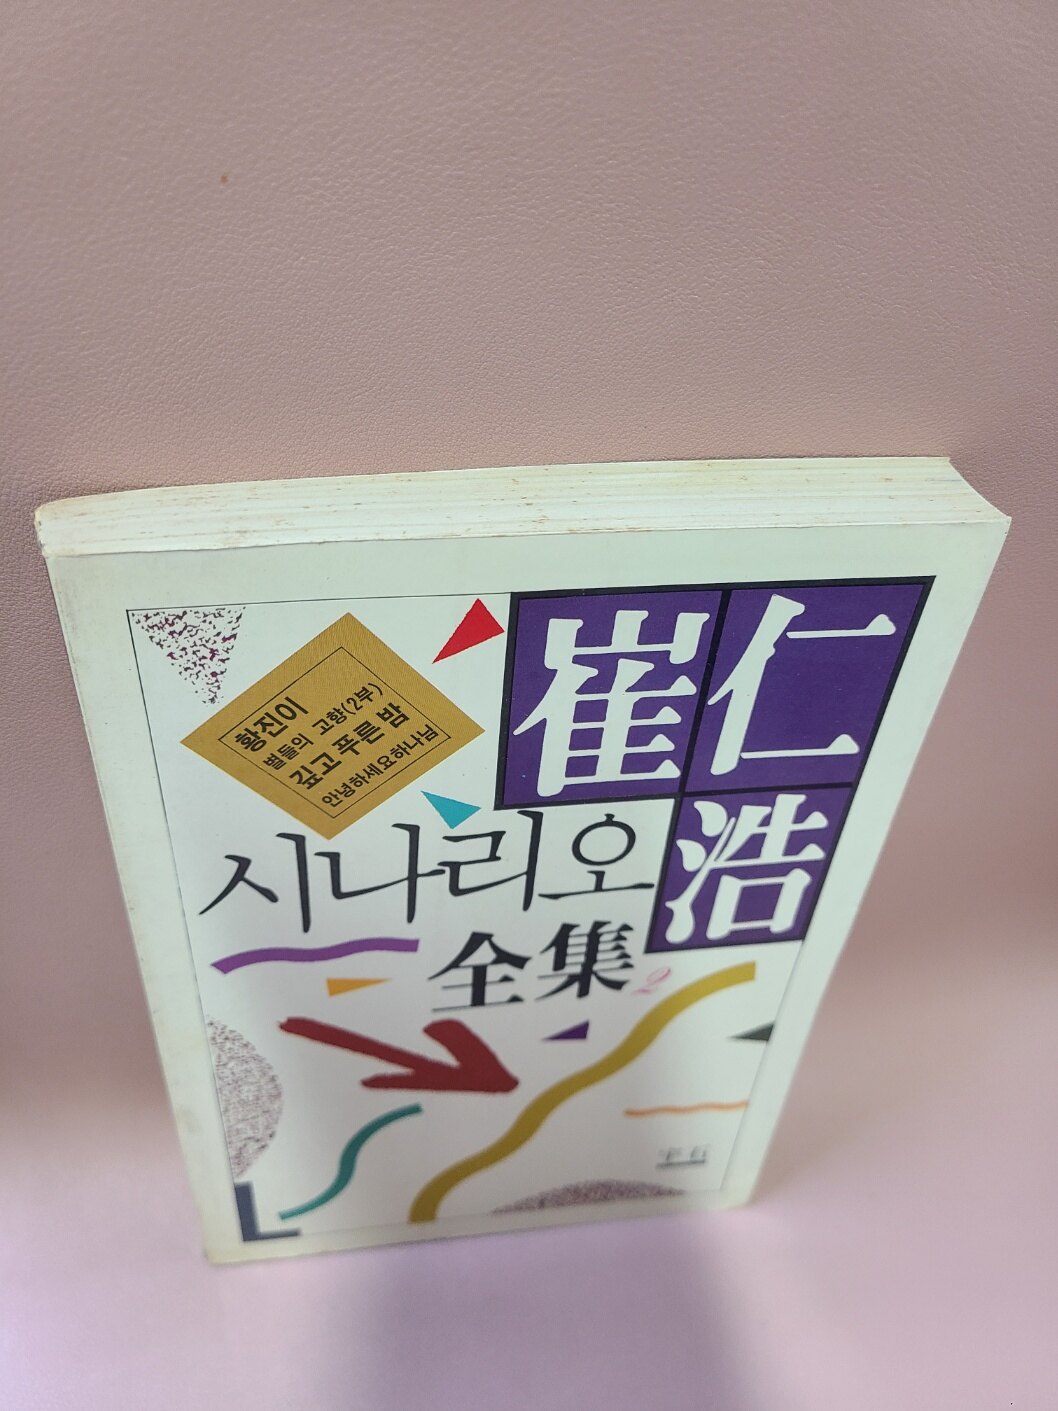 崔仁浩
황진이
별들의 고향(2부)
깊고 푸른 밤
안녕하세요하나님
시나리오
全集 2